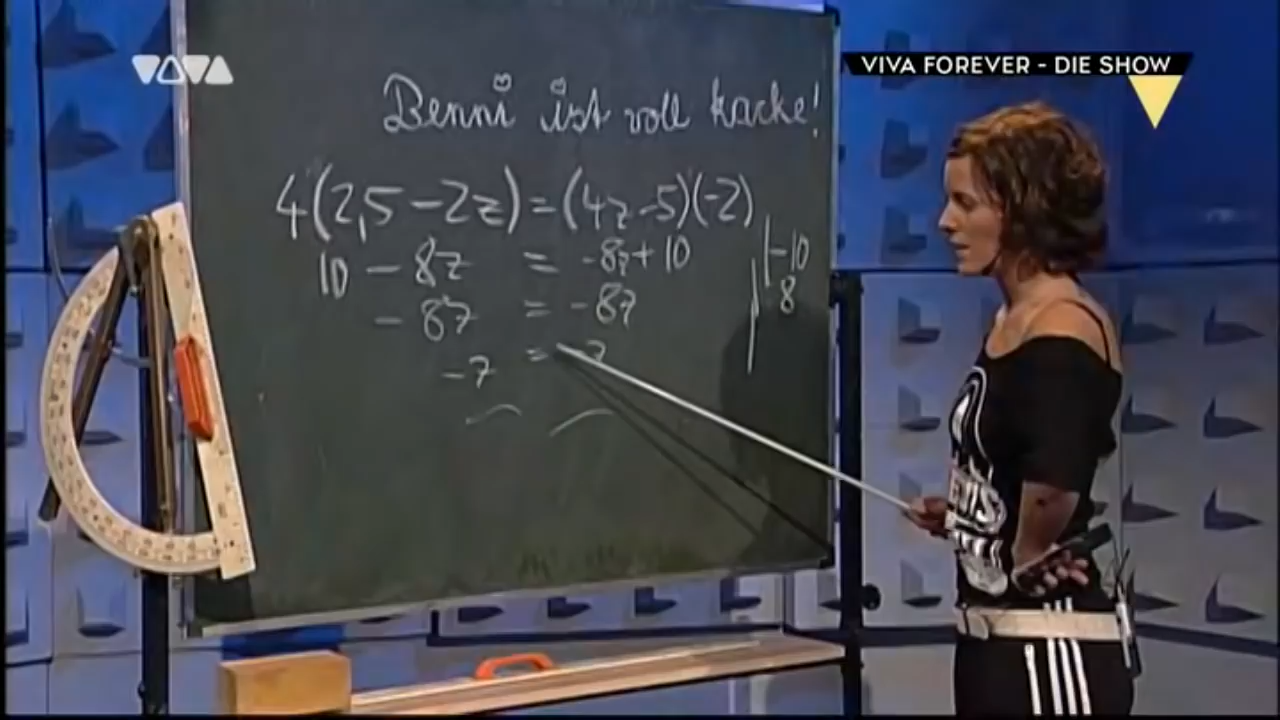 VIVA
VIVA FOREVER - DIE SHOW
Benni ist voll kacke!
4(2,5-2z)=(4z-5)(-2)
10 - 8z = -8z+10 |-10
-8z = -8z | 8
-z = -z